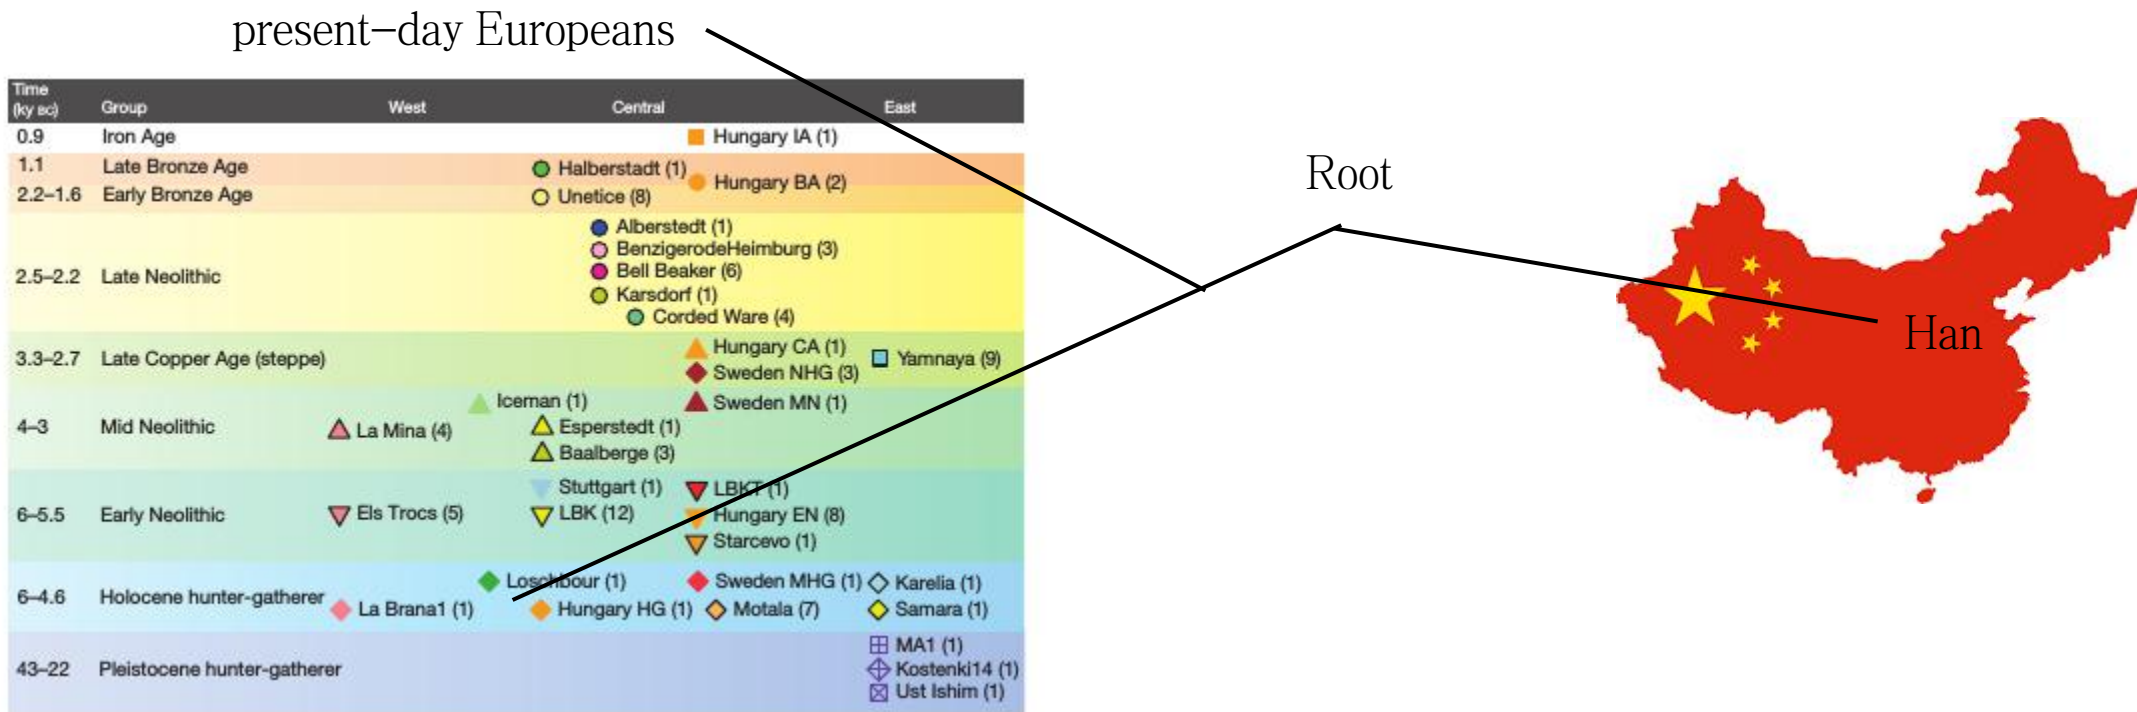 present–day Europeans
Time
(ky BC) Group West Central East
0.9 Iron Age Hungary IA (1)
1.1 Late Bronze Age Halberstadt (1)
Hungary BA (2)
2.2–1.6 Early Bronze Age Unetice (8)
Alberstedt (1)
BenzigerodeHeimburg (3)
2.5–2.2 Late Neolithic Bell Beaker (6)
Karsdorf (1)
Corded Ware (4)
Hungary CA (1)
3.3–2.7 Late Copper Age (steppe) Yamnaya (9)
Sweden NHG (3)
Iceman (1) Sweden MN (1)
4–3 Mid Neolithic La Mina (4) Esperstedt (1)
Baalberge (3)
Stuttgart (1) LBKT (1)
6–5.5 Early Neolithic Els Trocs (5) LBK (12) Hungary EN (8)
Starcevo (1)
Loschbour (1) Sweden MHG (1) Karelia (1)
6–4.6 Holocene hunter-gatherer La Brana1 (1) Hungary HG (1) Motala (7) Samara (1)
MA1 (1)
43–22 Pleistocene hunter-gatherer Kostenki14 (1)
Ust Ishim (1)
Root
Han